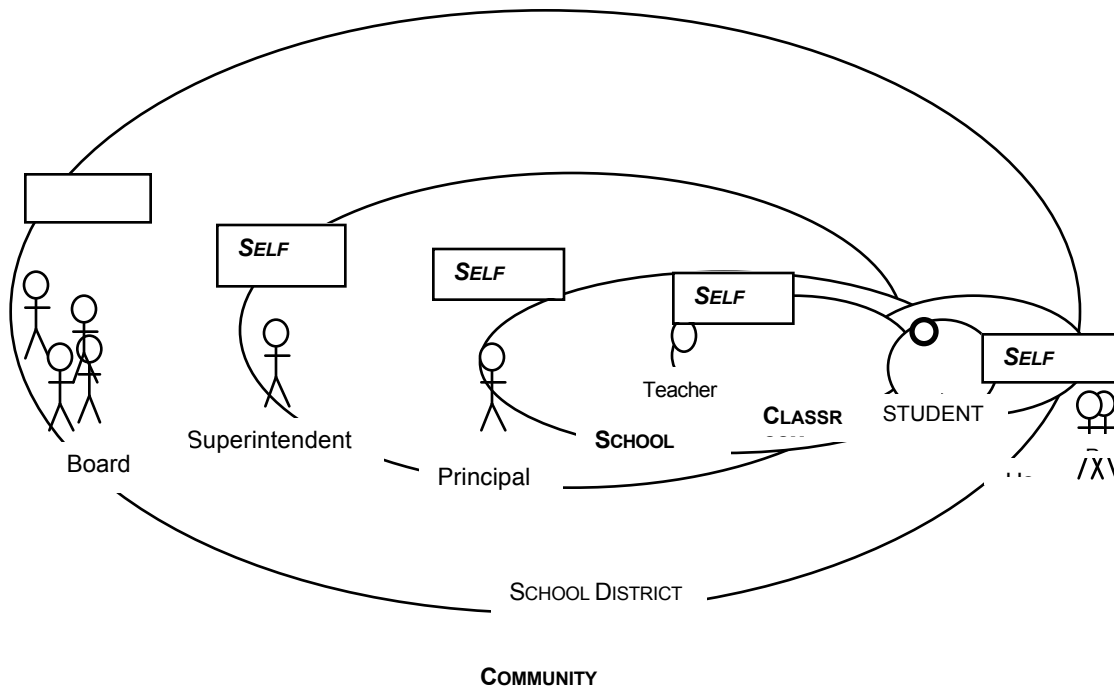 SELF
SELF
SELF
SELF
Teacher
CLASSR
STUDENT
SCHOOL
Superintendent
Board
Principal
SCHOOL DISTRICT
COMMUNITY